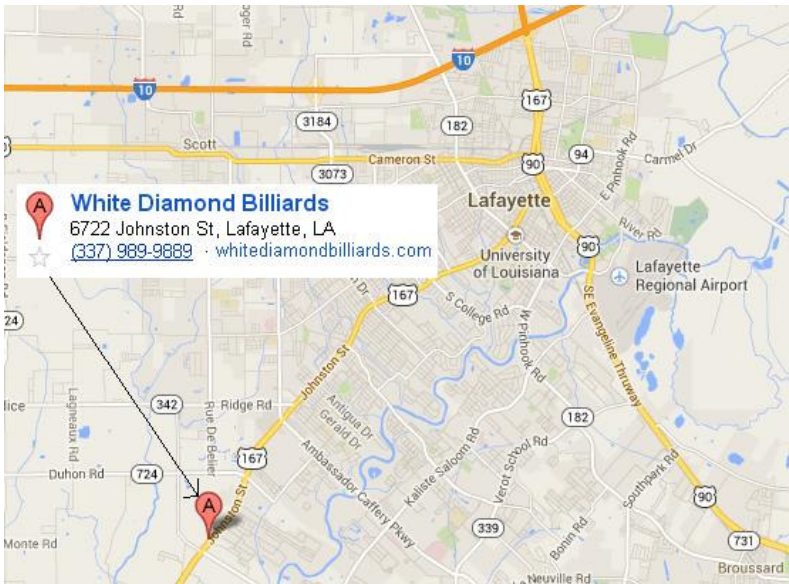 10
10
167
3184
182
Scott
3073
Cameron St
90
94
E Pinhook Rd
Carmel Dr
A
White Diamond Billiards
6722 Johnston St, Lafayette, LA
(337) 989-9889 · whitediamondbilliards.com
Lafayette
River Rd
University
of Louisiana
90
Lafayette
Regional Airport
167
S College Rd
W Pinhook Rd
SE Evangeline Thruway
24
Johnston St
342
Ridge Rd
Rue De Belier
Lagneaux Rd
Antigua Dr
Gerald Dr
182
167
Ambassador Caffery Pkwy
Kaliste Saloom Rd
Verot School Rd
Duhon Rd
724
Southpark Rd
90
A
Johnston St
339
Bonin Rd
Monte Rd
731
Broussard
Neuville Rd